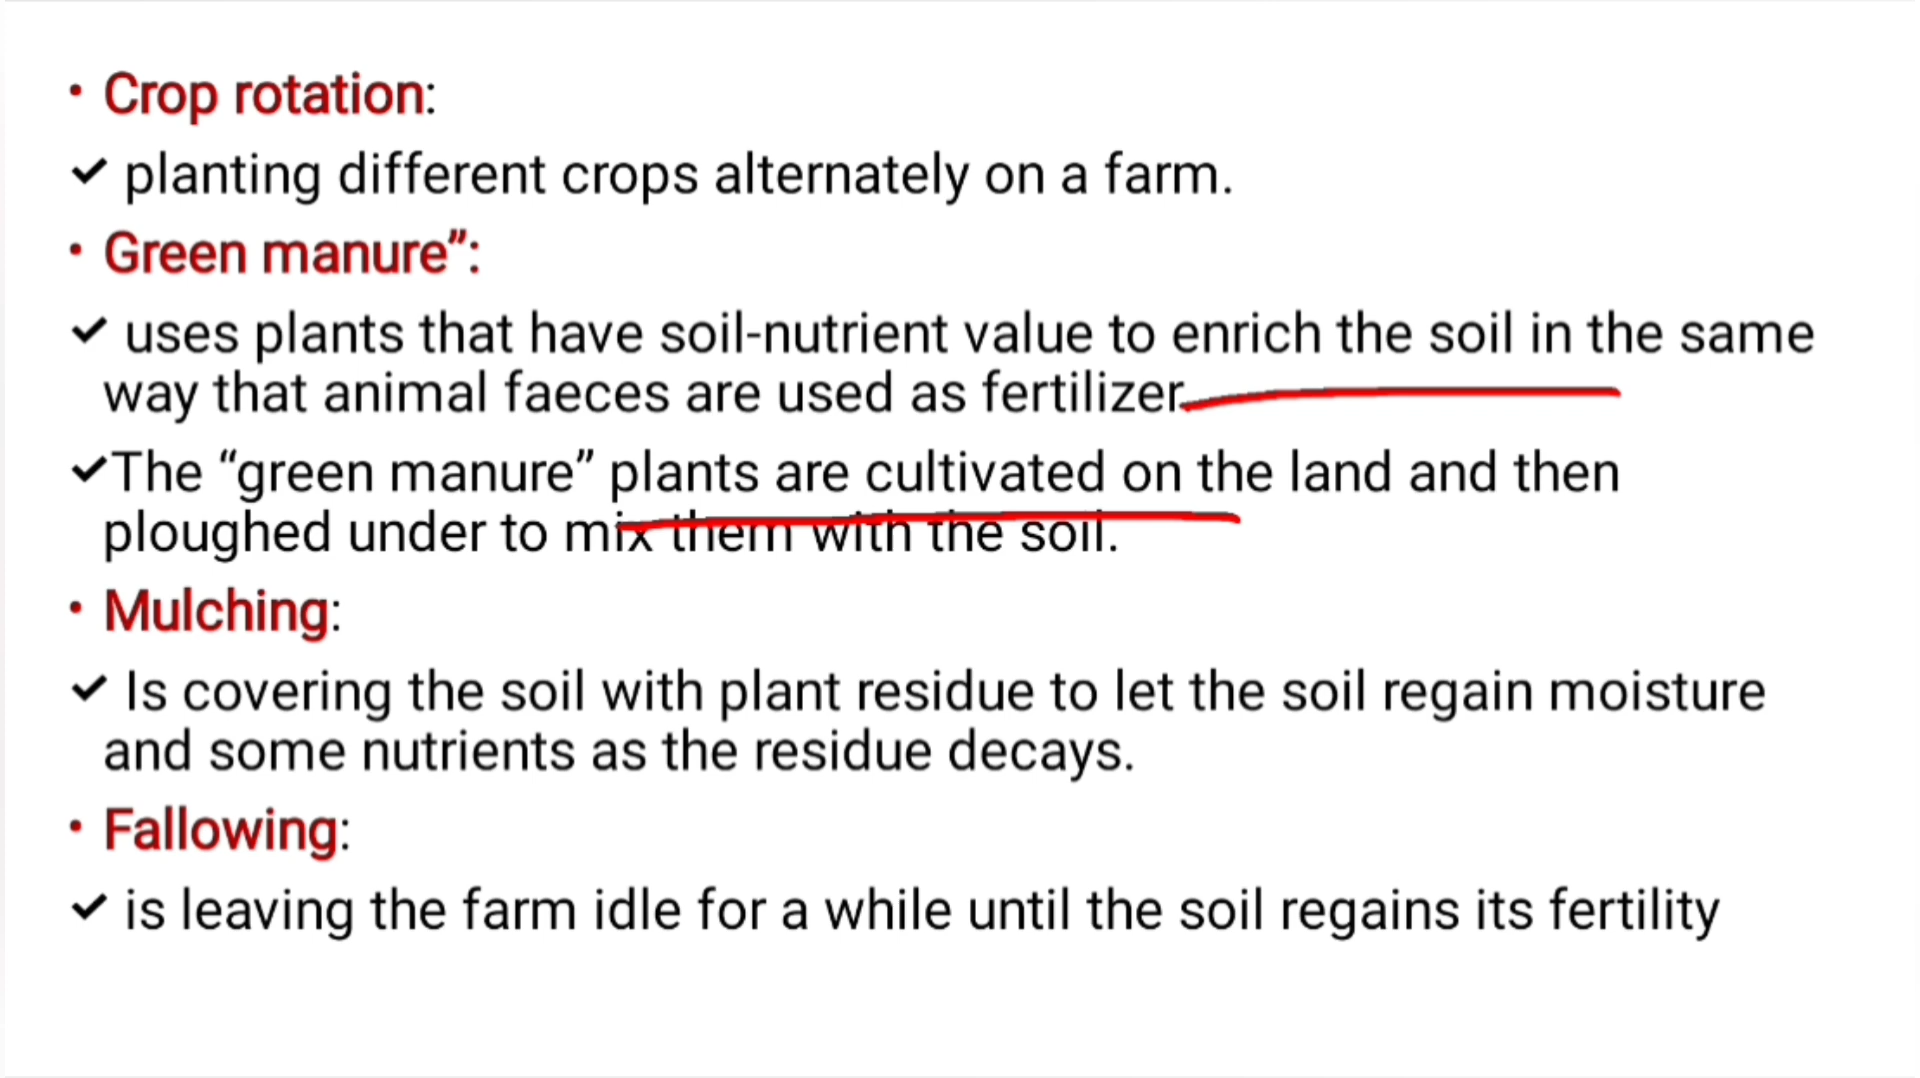 • Crop rotation:
✔ planting different crops alternately on a farm.
• Green manure”:
✔ uses plants that have soil-nutrient value to enrich the soil in the same
way that animal faeces are used as fertilizer.
✔The “green manure” plants are cultivated on the land and then
ploughed under to mix them with the soil.
• Mulching:
✔ Is covering the soil with plant residue to let the soil regain moisture
and some nutrients as the residue decays.
• Fallowing:
✔ is leaving the farm idle for a while until the soil regains its fertility